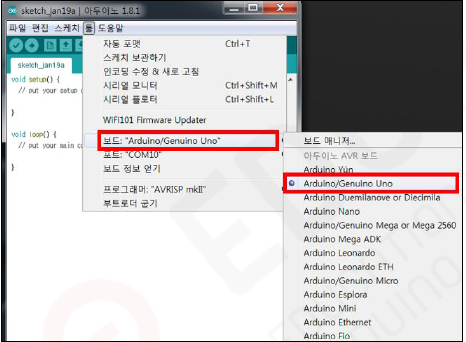 sketch_jan19a | 아두이노 1.8.1
파일 편집 스케치 툴 도움말
sketch_jan19a
void setup() {
// put your setup
}
void loop() {
// put your main co
}
자동 포맷 Ctrl+T
스케치 보관하기
인코딩 수정 & 새로 고침
시리얼 모니터 Ctrl+Shift+M
시리얼 플로터 Ctrl+Shift+L
WIFI101 Firmware Updater
보드: "Arduino/Genuino Uno"
포트: "COM10"
보드 정보 얻기
프로그래머: "AVRISP mkII"
부트로더 굽기
보드 매니저...
아두이노 AVR 보드
Arduino Yún
Arduino/Genuino Uno
Arduino Duemilanove or Diecimila
Arduino Nano
Arduino/Genuino Mega or Mega 2560
Arduino Mega ADK
Arduino Leonardo
Arduino Leonardo ETH
Arduino/Genuino Micro
Arduino Esplora
Arduino Mini
Arduino Ethernet
Arduino Fio